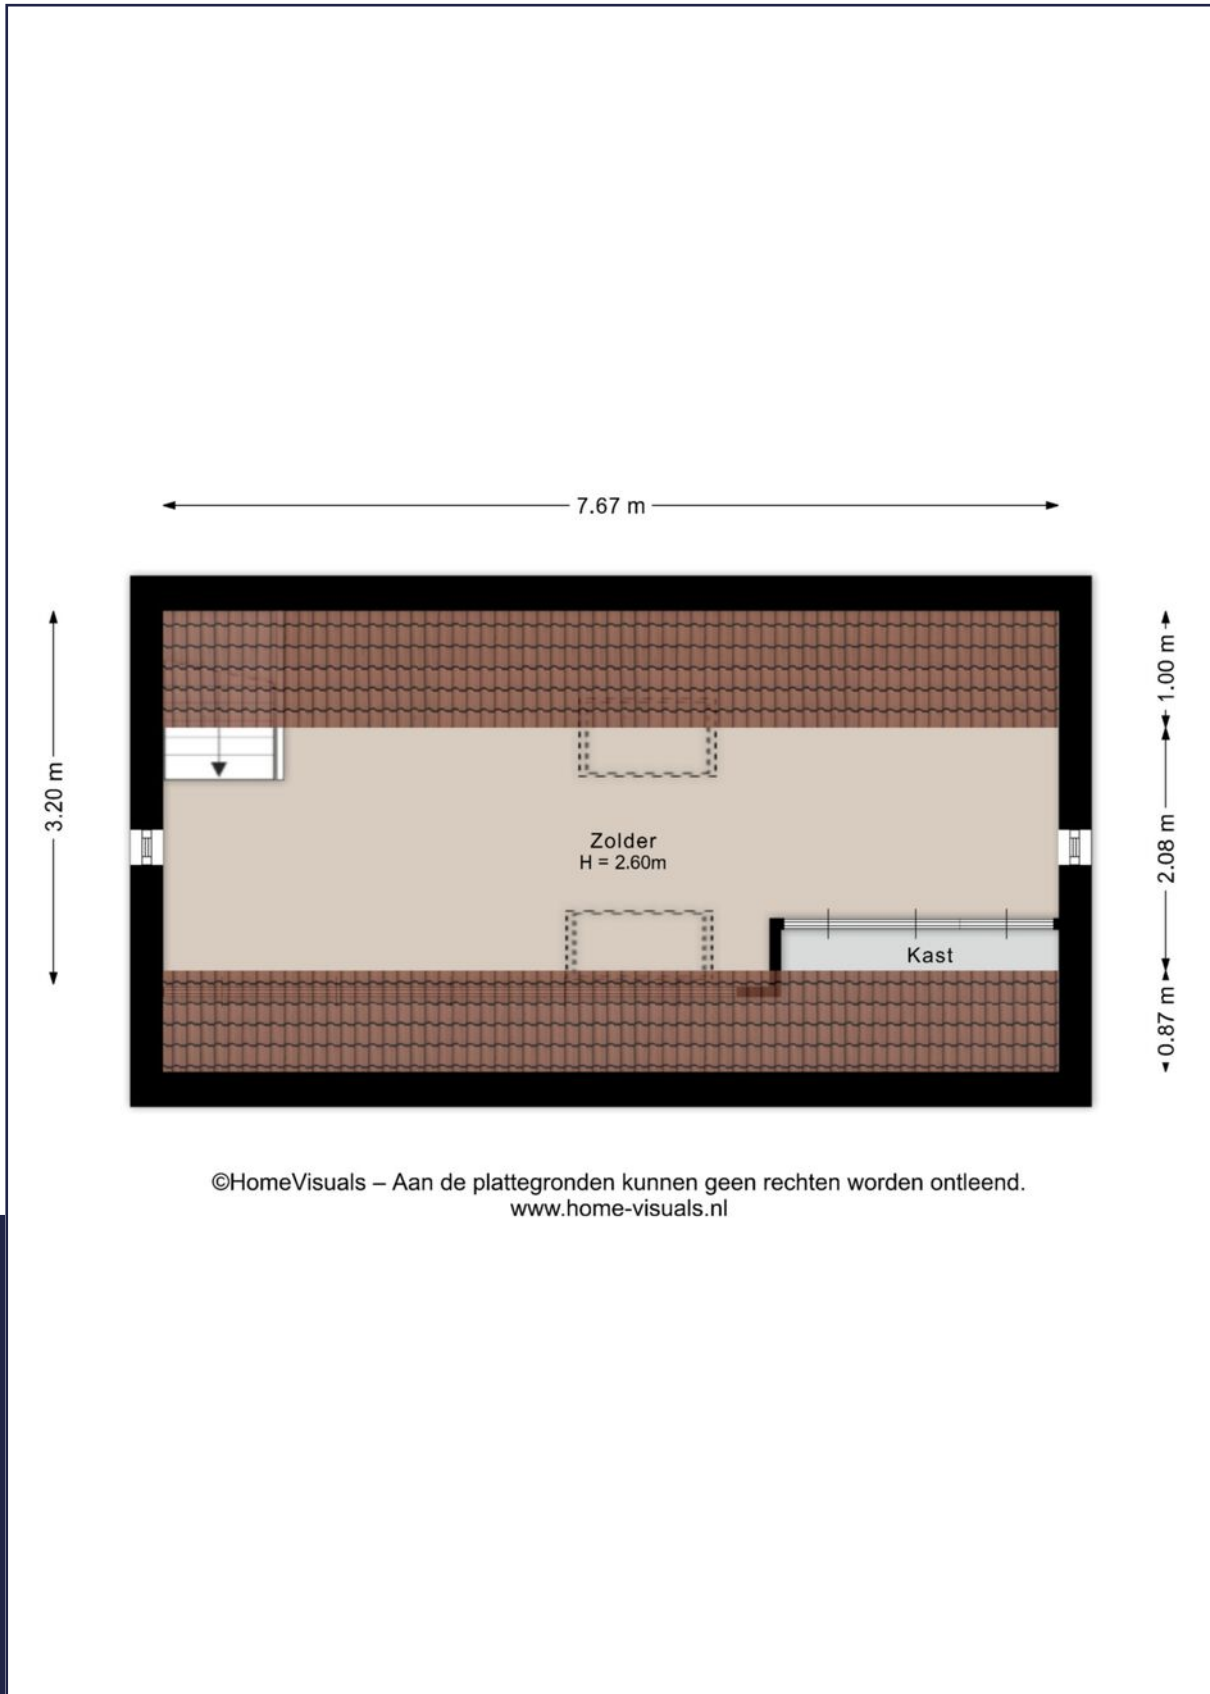 7.67 m
3.20 m
1.00 m
2.08 m
0.87 m
Zolder
H = 2.60m
Kast
©HomeVisuals – Aan de plattegronden kunnen geen rechten worden ontleend.
www.home-visuals.nl